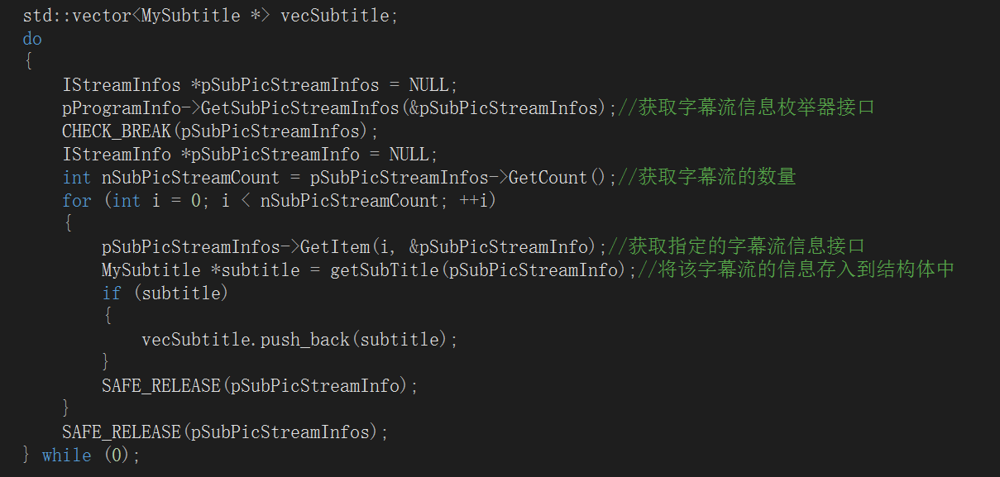 std::vector<MySubtitle *> vecSubtitle;
do
{
    IStreamInfos *pSubPicStreamInfos = NULL;
    pProgramInfo->GetSubPicStreamInfos(&pSubPicStreamInfos);//获取字幕流信息枚举器接口
    CHECK_BREAK(pSubPicStreamInfos);
    IStreamInfo *pSubPicStreamInfo = NULL;
    int nSubPicStreamCount = pSubPicStreamInfos->GetCount();//获取字幕流的数量
    for (int i = 0; i < nSubPicStreamCount; ++i)
    {
        pSubPicStreamInfos->GetItem(i, &pSubPicStreamInfo);//获取指定的字幕流信息接口
        MySubtitle *subtitle = getSubTitle(pSubPicStreamInfo);//将该字幕流的信息存入到结构体中
        if (subtitle)
        {
            vecSubtitle.push_back(subtitle);
        }
        SAFE_RELEASE(pSubPicStreamInfo);
    }
    SAFE_RELEASE(pSubPicStreamInfos);
} while (0);